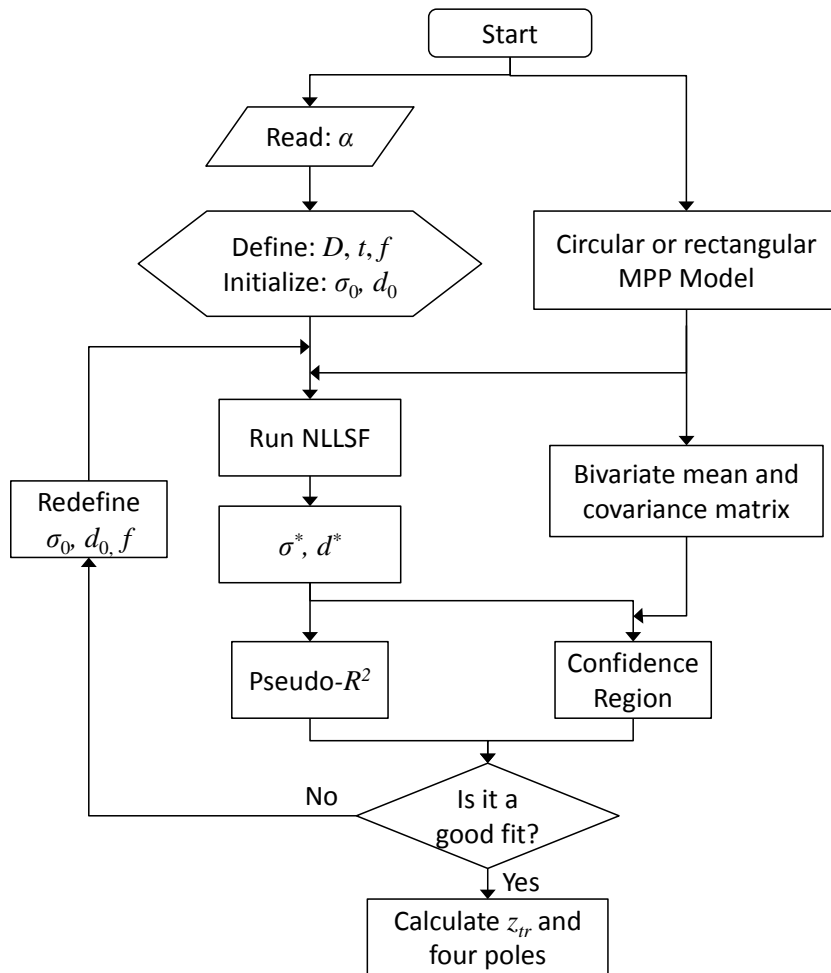 Start
Read: α
Define: D, t, f
Initialize: σ₀, d₀
Circular or rectangular
MPP Model
Run NLLSF
Bivariate mean and
covariance matrix
Redefine
σ₀, d₀, f
σ*, d*
Pseudo-R²
Confidence
Region
No
Is it a
good fit?
Yes
Calculate zₜᵣ and
four poles